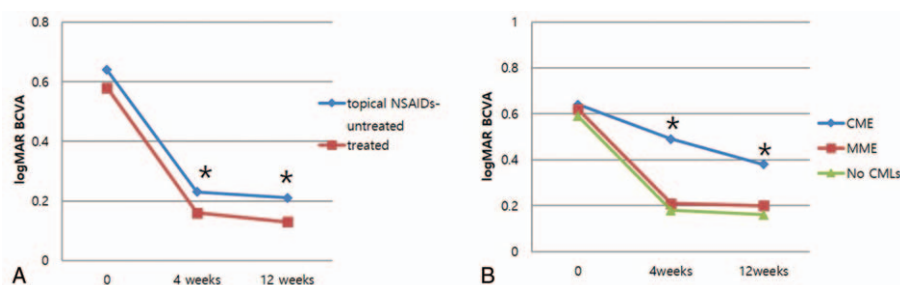 0.8
0.6
0.4
0.2
0
logMAR BCVA
0
4 weeks
12 weeks
*
*
topical NSAIDs-
untreated
treated
A
1
0.8
0.6
0.4
0.2
0
logMAR BCVA
0
4weeks
12weeks
*
*
CME
MME
No CMLs
B